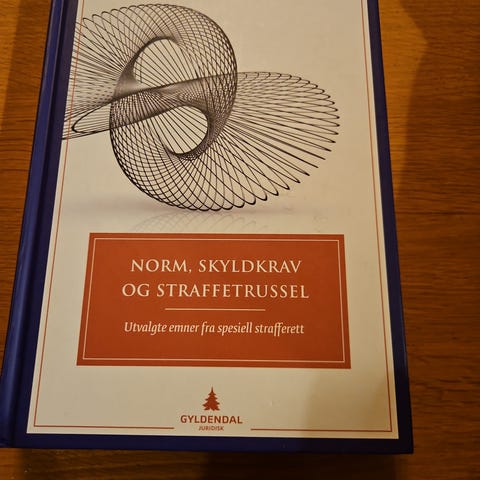 NORM, SKYLDKRAV
OG STRAFFETRUSSEL
Utvalgte emner fra spesiell strafferett
GYLDENDAL
JURIDISK